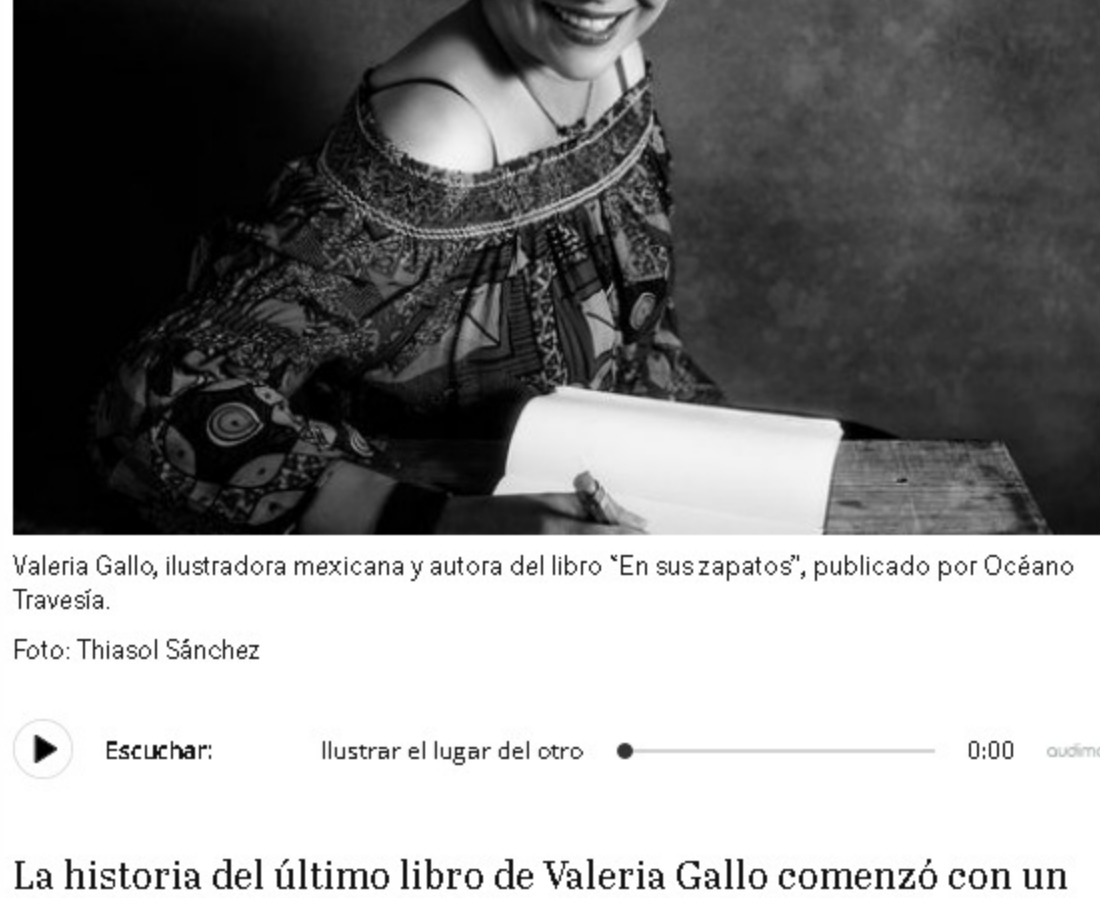 Valeria Gallo, ilustradora mexicana y autora del libro “En sus zapatos”, publicado por Océano
Travesía.
Foto: Thiasol Sánchez
Escuchar: Ilustrar el lugar del otro 0:00
La historia del último libro de Valeria Gallo comenzó con un